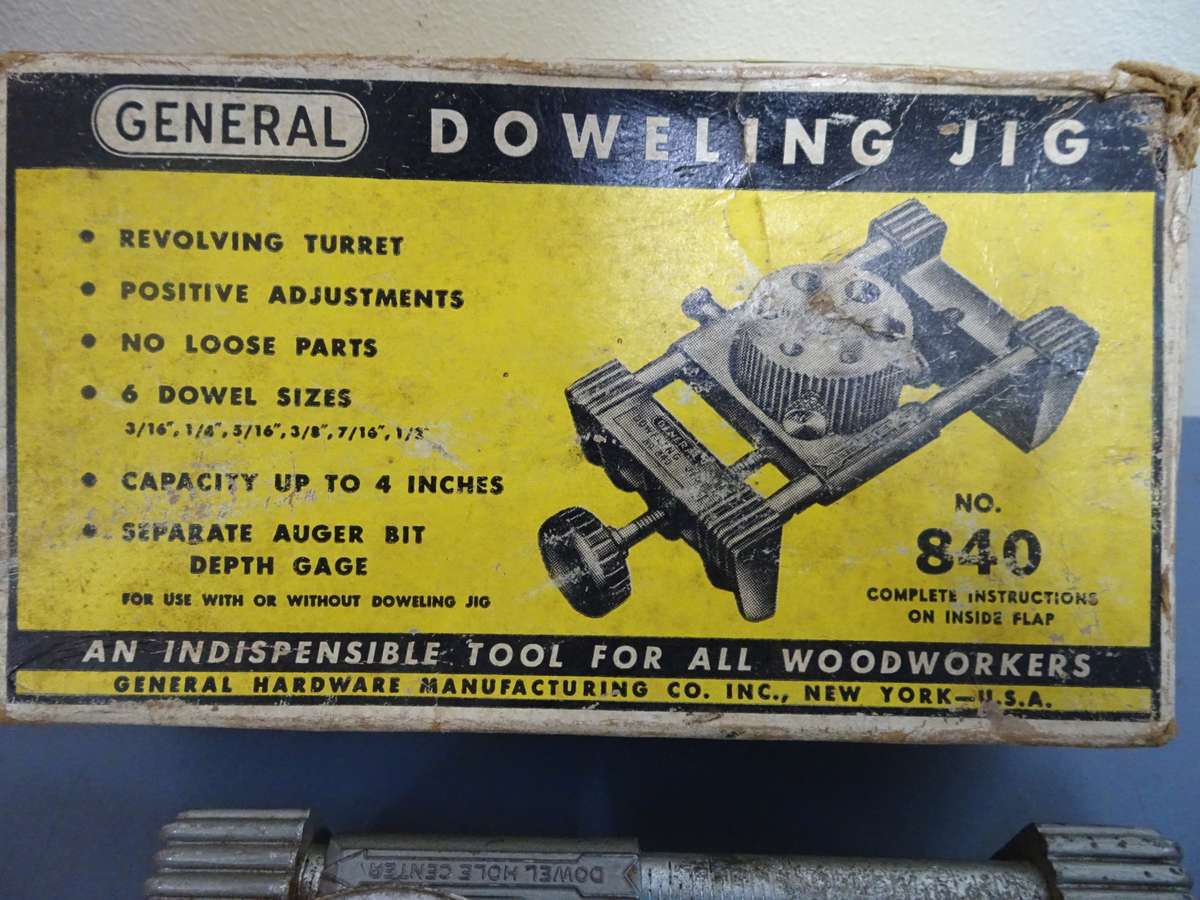 GENERAL DOWELING JIG
• REVOLVING TURRET
• POSITIVE ADJUSTMENTS
• NO LOOSE PARTS
• 6 DOWEL SIZES
3/16", 1/4", 5/16", 3/8", 7/16", 1/2"
• CAPACITY UP TO 4 INCHES
• SEPARATE AUGER BIT
DEPTH GAGE
FOR USE WITH OR WITHOUT DOWELING JIG
GENERAL
NO.
840
COMPLETE INSTRUCTIONS
ON INSIDE FLAP
AN INDISPENSIBLE TOOL FOR ALL WOODWORKERS
GENERAL HARDWARE MANUFACTURING CO. INC., NEW YORK—U.S.A.
DOWEL HOLE CENTER